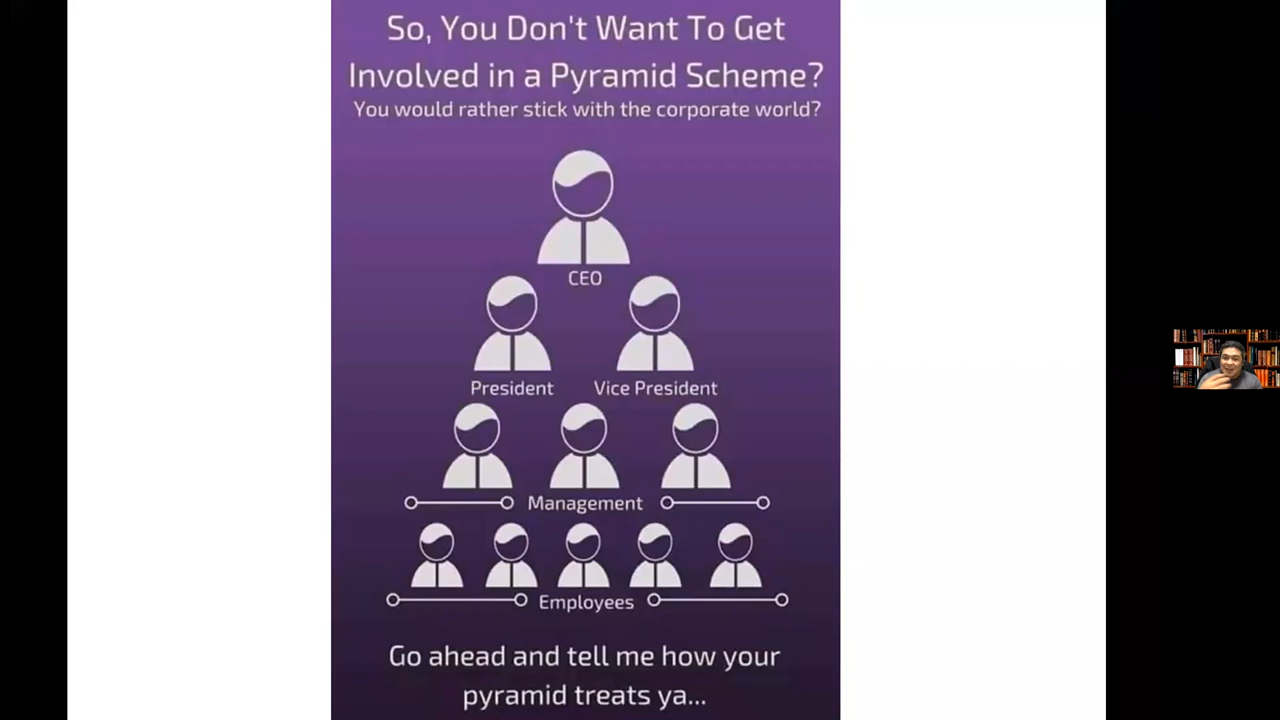 So, You Don't Want To Get
Involved in a Pyramid Scheme?
You would rather stick with the corporate world?
CEO
President Vice President
Management
Employees
Go ahead and tell me how your
pyramid treats ya...